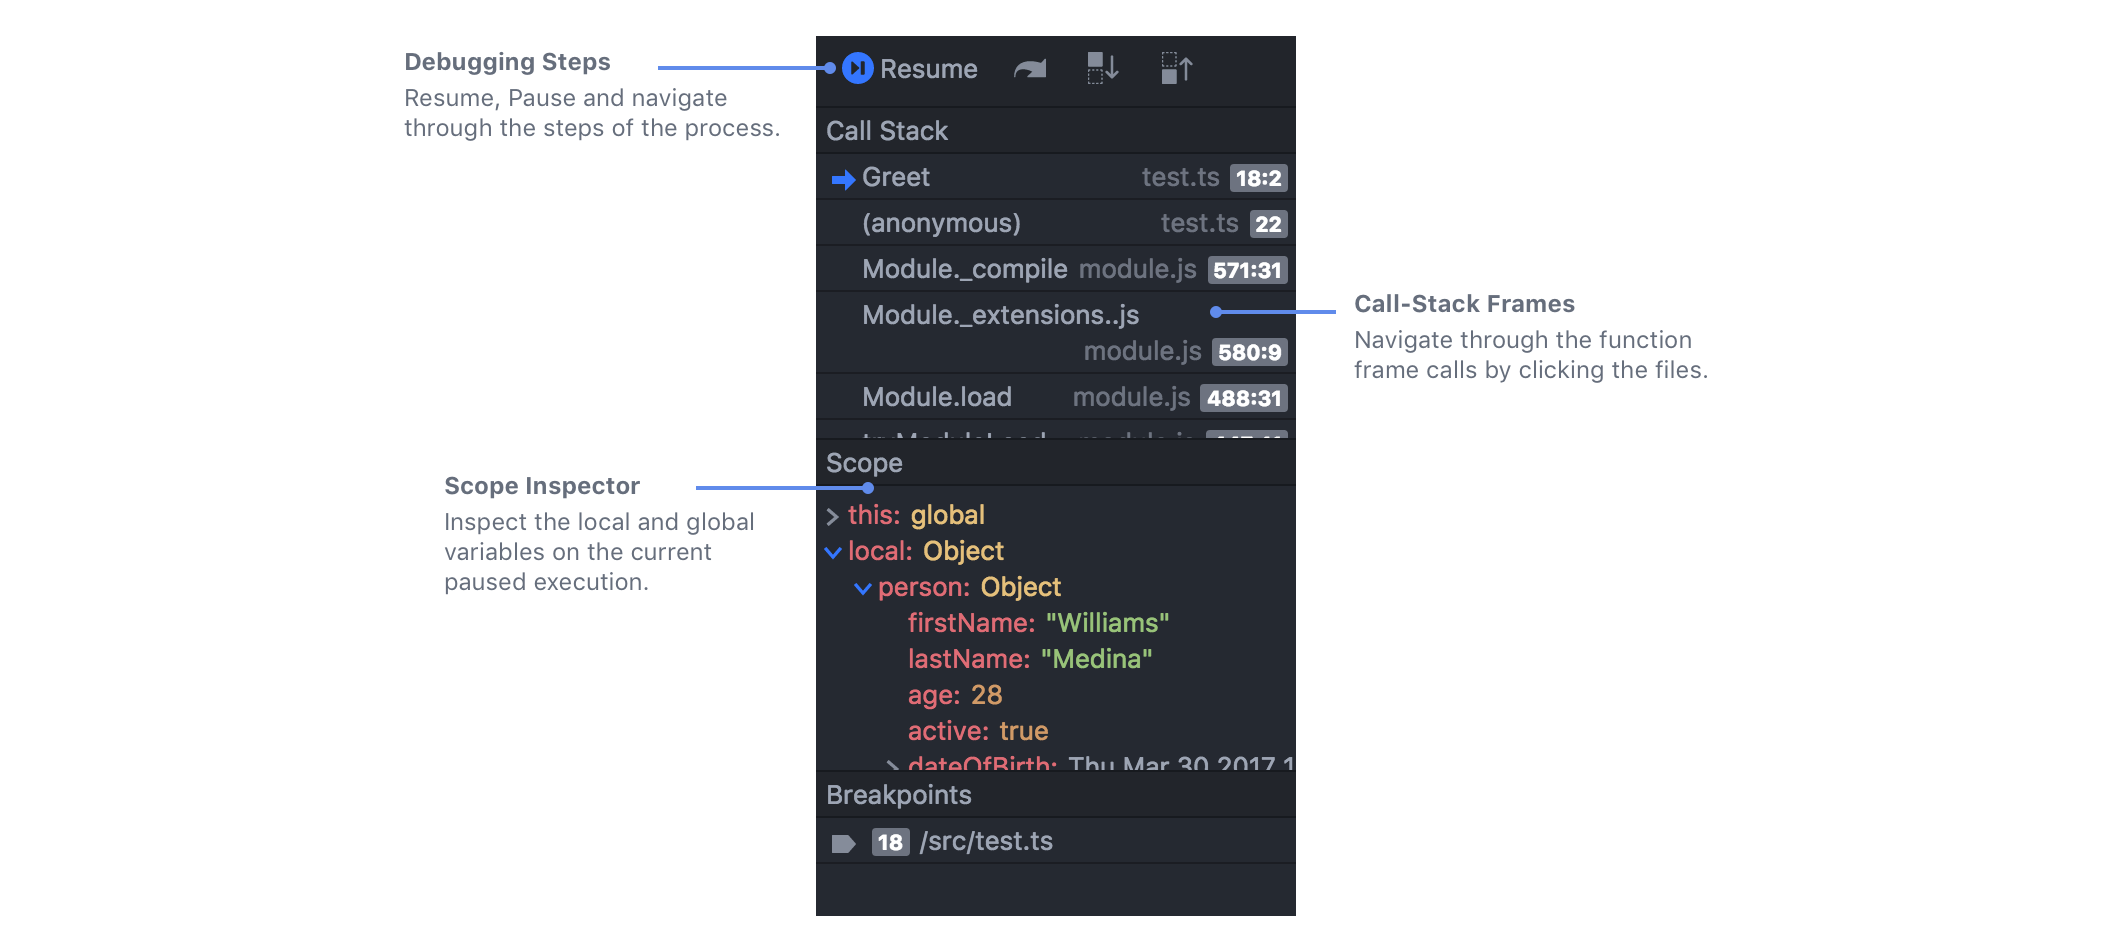 Debugging Steps
Resume, Pause and navigate
through the steps of the process.
Resume
Call Stack
Greet test.ts 18:2
(anonymous) test.ts 22
Module._compile module.js 571:31
Module._extensions..js
module.js 580:9
Module.load module.js 488:31
Call-Stack Frames
Navigate through the function
frame calls by clicking the files.
Scope
Scope Inspector
Inspect the local and global
variables on the current
paused execution.
this: global
local: Object
person: Object
firstName: "Williams"
lastName: "Medina"
age: 28
active: true
dateOfBirth: Thu Mar 30 2017 1
Breakpoints
18 /src/test.ts